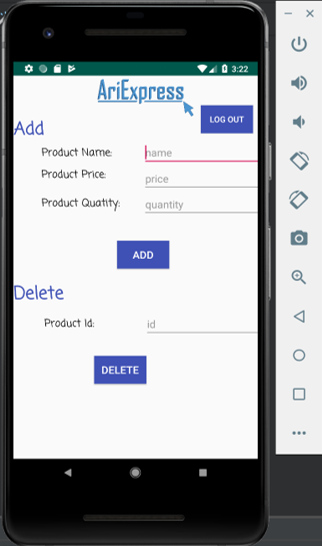 3:22
AriExpress
LOG OUT
Add
Product Name: name
Product Price: price
Product Quatity: quantity
ADD
Delete
Product Id: id
DELETE